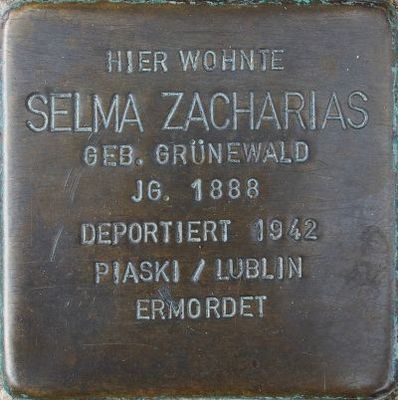 HIER WOHNTE
SELMA ZACHARIAS
GEB. GRÜNEWALD
JG. 1888
DEPORTIERT 1942
PIASKI / LUBLIN
ERMORDET